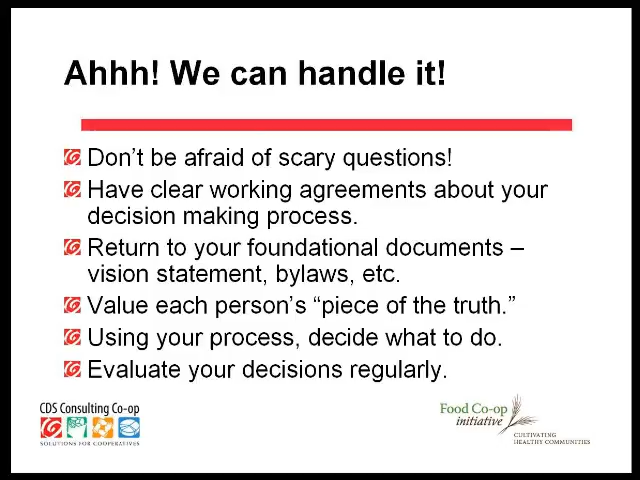 Ahhh! We can handle it!
Don't be afraid of scary questions!
Have clear working agreements about your
decision making process.
Return to your foundational documents –
vision statement, bylaws, etc.
Value each person's “piece of the truth.”
Using your process, decide what to do.
Evaluate your decisions regularly.
CDS Consulting Co-op
SOLUTIONS FOR COOPERATIVES
Food Co-op
initiative
CULTIVATING
HEALTHY COMMUNITIES